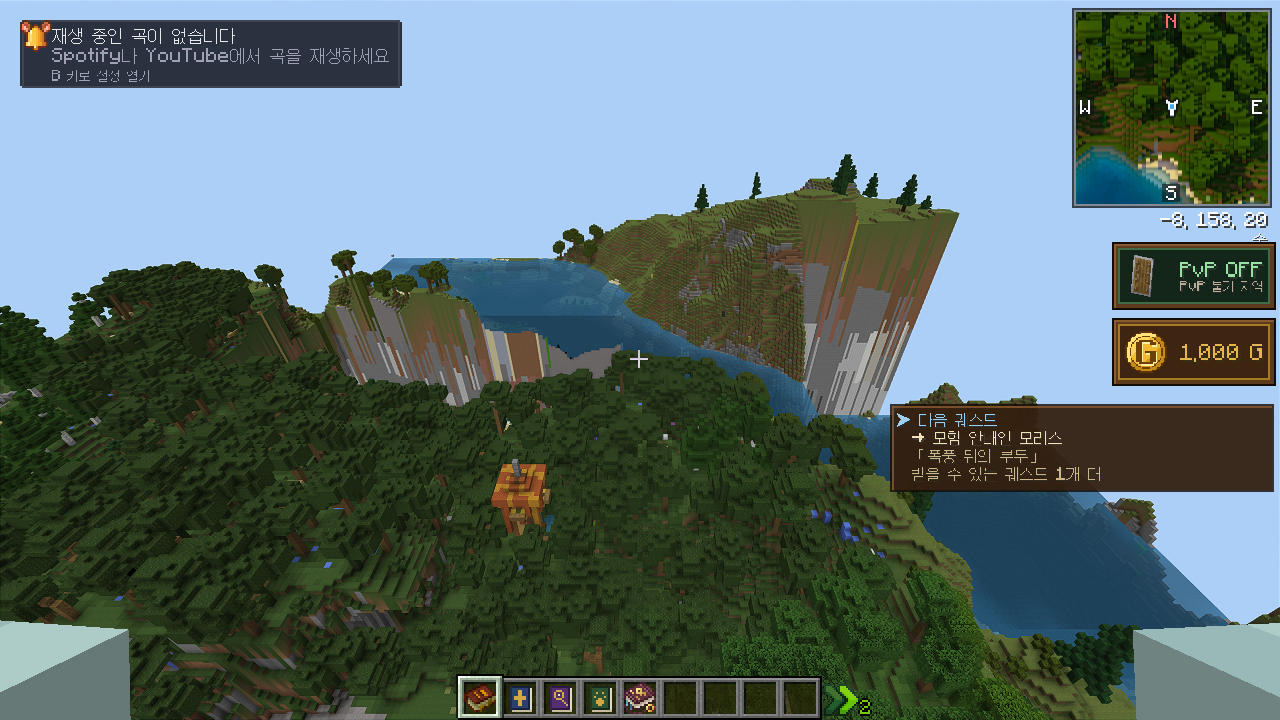 재생 중인 곡이 없습니다
Spotify나 YouTube에서 곡을 재생하세요
B 키로 설정 열기
N
W
E
S
-8, 158, 20
PvP OFF
PvP 불가 지역
1,000 G
다음 퀘스트
→ 모험 안내인 모리스
「폭풍 뒤의 부두」
받을 수 있는 퀘스트 1개 더
2